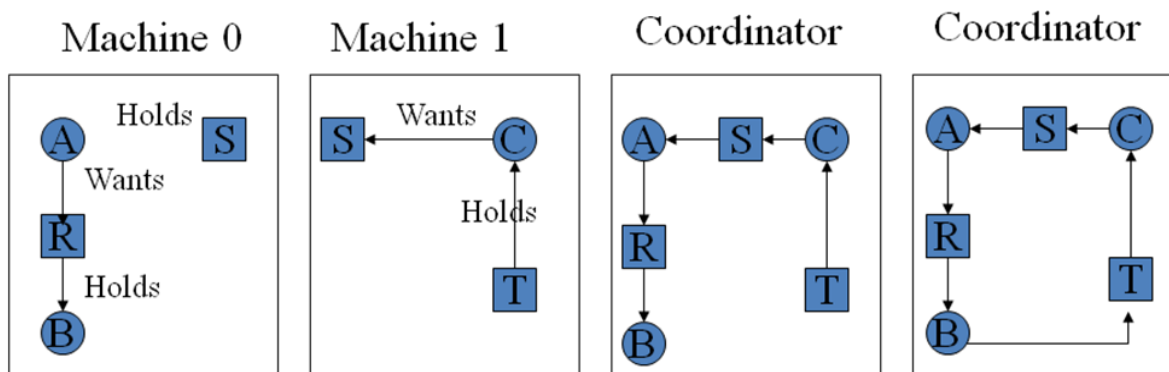 Machine 0
Holds
A
S
Wants
R
Holds
B
Machine 1
Wants
S
C
Holds
T
Coordinator
A
S
C
R
T
B
Coordinator
A
S
C
R
T
B